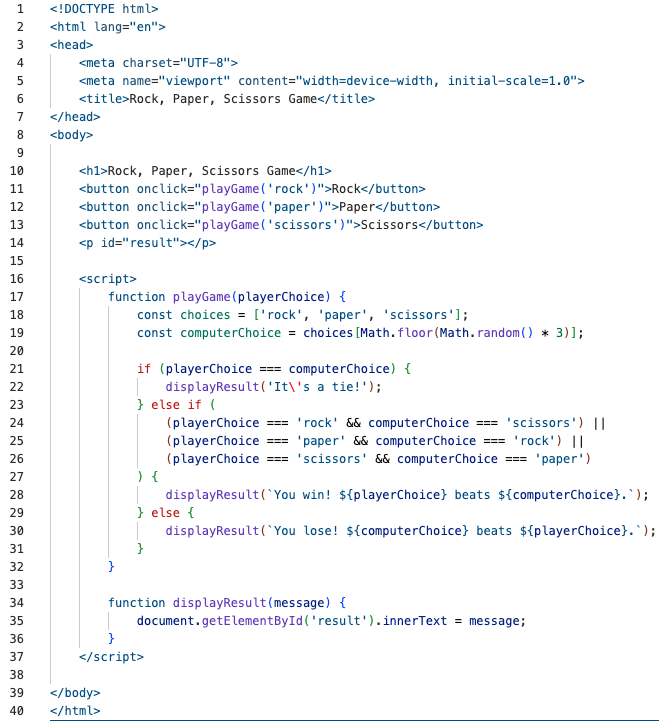 1 <!DOCTYPE html>
2 <html lang="en">
3 <head>
4     <meta charset="UTF-8">
5     <meta name="viewport" content="width=device-width, initial-scale=1.0">
6     <title>Rock, Paper, Scissors Game</title>
7 </head>
8 <body>
9
10     <h1>Rock, Paper, Scissors Game</h1>
11     <button onclick="playGame('rock')">Rock</button>
12     <button onclick="playGame('paper')">Paper</button>
13     <button onclick="playGame('scissors')">Scissors</button>
14     <p id="result"></p>
15
16     <script>
17         function playGame(playerChoice) {
18             const choices = ['rock', 'paper', 'scissors'];
19             const computerChoice = choices[Math.floor(Math.random() * 3)];
20
21             if (playerChoice === computerChoice) {
22                 displayResult('It\'s a tie!');
23             } else if (
24                 (playerChoice === 'rock' && computerChoice === 'scissors') ||
25                 (playerChoice === 'paper' && computerChoice === 'rock') ||
26                 (playerChoice === 'scissors' && computerChoice === 'paper')
27             ) {
28                 displayResult(`You win! ${playerChoice} beats ${computerChoice}.`);
29             } else {
30                 displayResult(`You lose! ${computerChoice} beats ${playerChoice}.`);
31             }
32         }
33
34         function displayResult(message) {
35             document.getElementById('result').innerText = message;
36         }
37     </script>
38
39 </body>
40 </html>